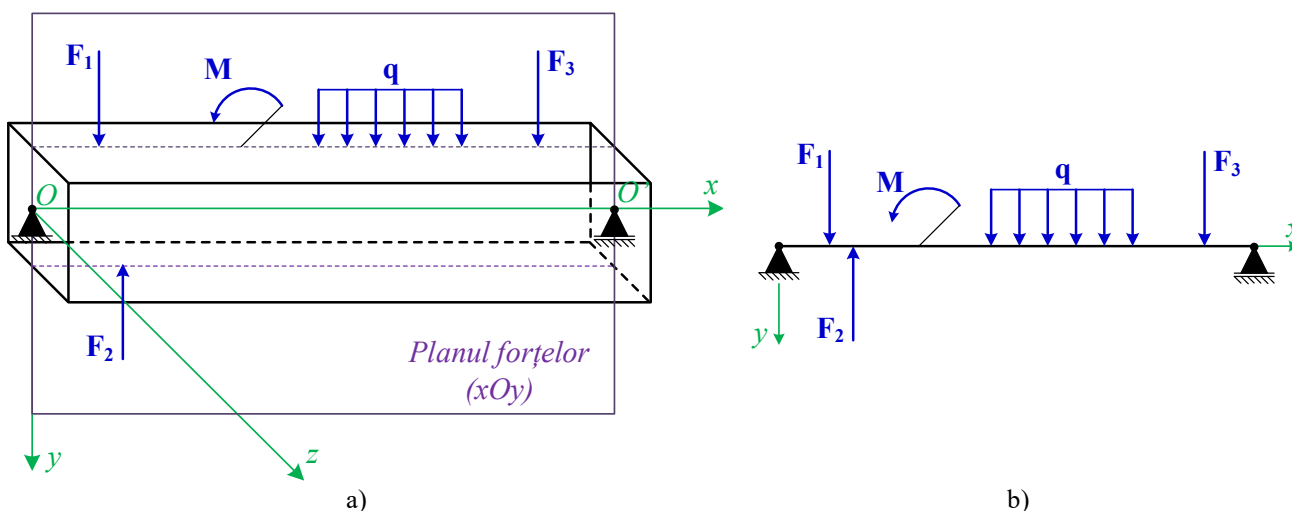 F₁
M
q
F₃
O
O'
x
F₂
Planul forțelor
(xOy)
y
z
a)
F₁
M
q
F₃
x
y
F₂
b)